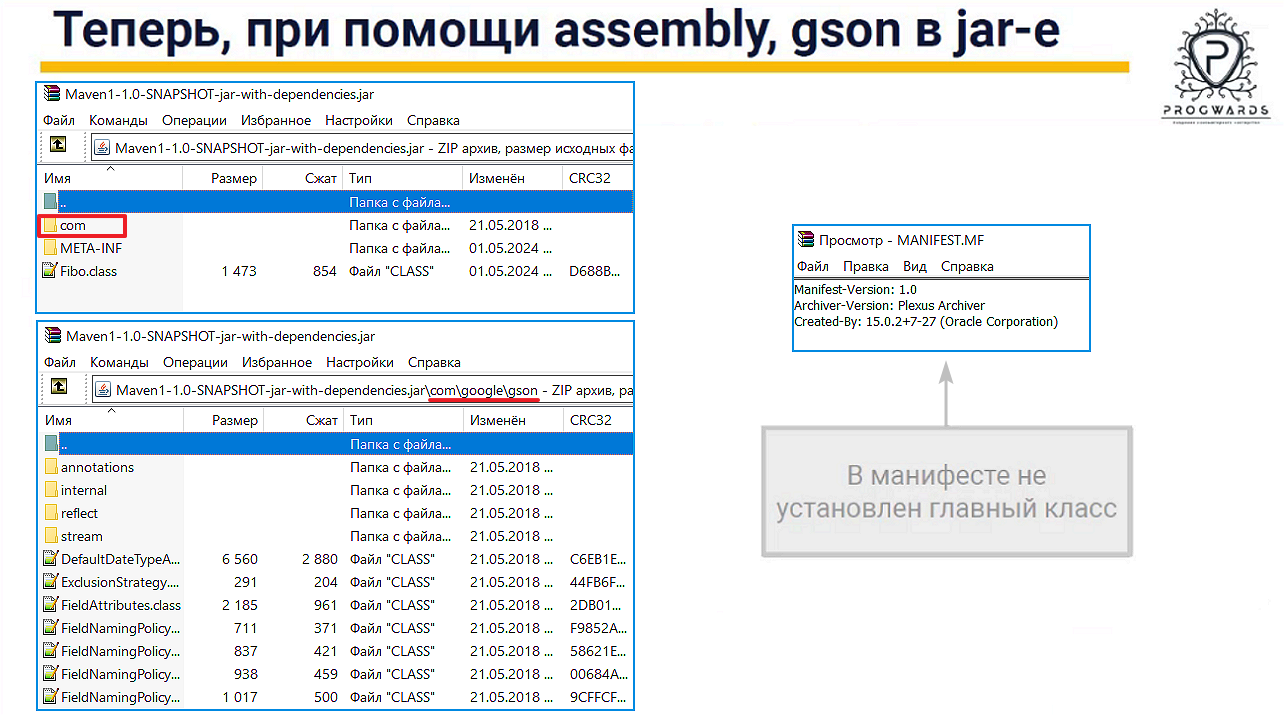 Теперь, при помощи assembly, gson в jar-е
PROGWARDS
Maven1-1.0-SNAPSHOT-jar-with-dependencies.jar
Файл Команды Операции Избранное Настройки Справка
Maven1-1.0-SNAPSHOT-jar-with-dependencies.jar - ZIP архив, размер исходных фа
Имя Размер Сжат Тип Изменён CRC32
.. Папка с файла...
com Папка с файла... 21.05.2018 ...
META-INF Папка с файла... 01.05.2024 ...
Fibo.class 1 473 854 Файл "CLASS" 01.05.2024 ... D688B...
Maven1-1.0-SNAPSHOT-jar-with-dependencies.jar
Файл Команды Операции Избранное Настройки Справка
Maven1-1.0-SNAPSHOT-jar-with-dependencies.jar\com\google\gson - ZIP архив, ра
Имя Размер Сжат Тип Изменён CRC32
.. Папка с файла...
annotations Папка с файла... 21.05.2018 ...
internal Папка с файла... 21.05.2018 ...
reflect Папка с файла... 21.05.2018 ...
stream Папка с файла... 21.05.2018 ...
DefaultDateTypeA... 6 560 2 880 Файл "CLASS" 21.05.2018 ... C6EB1E...
ExclusionStrategy.... 291 204 Файл "CLASS" 21.05.2018 ... 44FB6F...
FieldAttributes.class 2 185 961 Файл "CLASS" 21.05.2018 ... 2DB01...
FieldNamingPolicy... 711 371 Файл "CLASS" 21.05.2018 ... F9852A...
FieldNamingPolicy... 837 421 Файл "CLASS" 21.05.2018 ... 58621E...
FieldNamingPolicy... 938 459 Файл "CLASS" 21.05.2018 ... 00684A...
FieldNamingPolicy... 1 017 500 Файл "CLASS" 21.05.2018 ... 9CFFCF...
Просмотр - MANIFEST.MF
Файл Правка Вид Справка
Manifest-Version: 1.0
Archiver-Version: Plexus Archiver
Created-By: 15.0.2+7-27 (Oracle Corporation)
В манифесте не
установлен главный класс